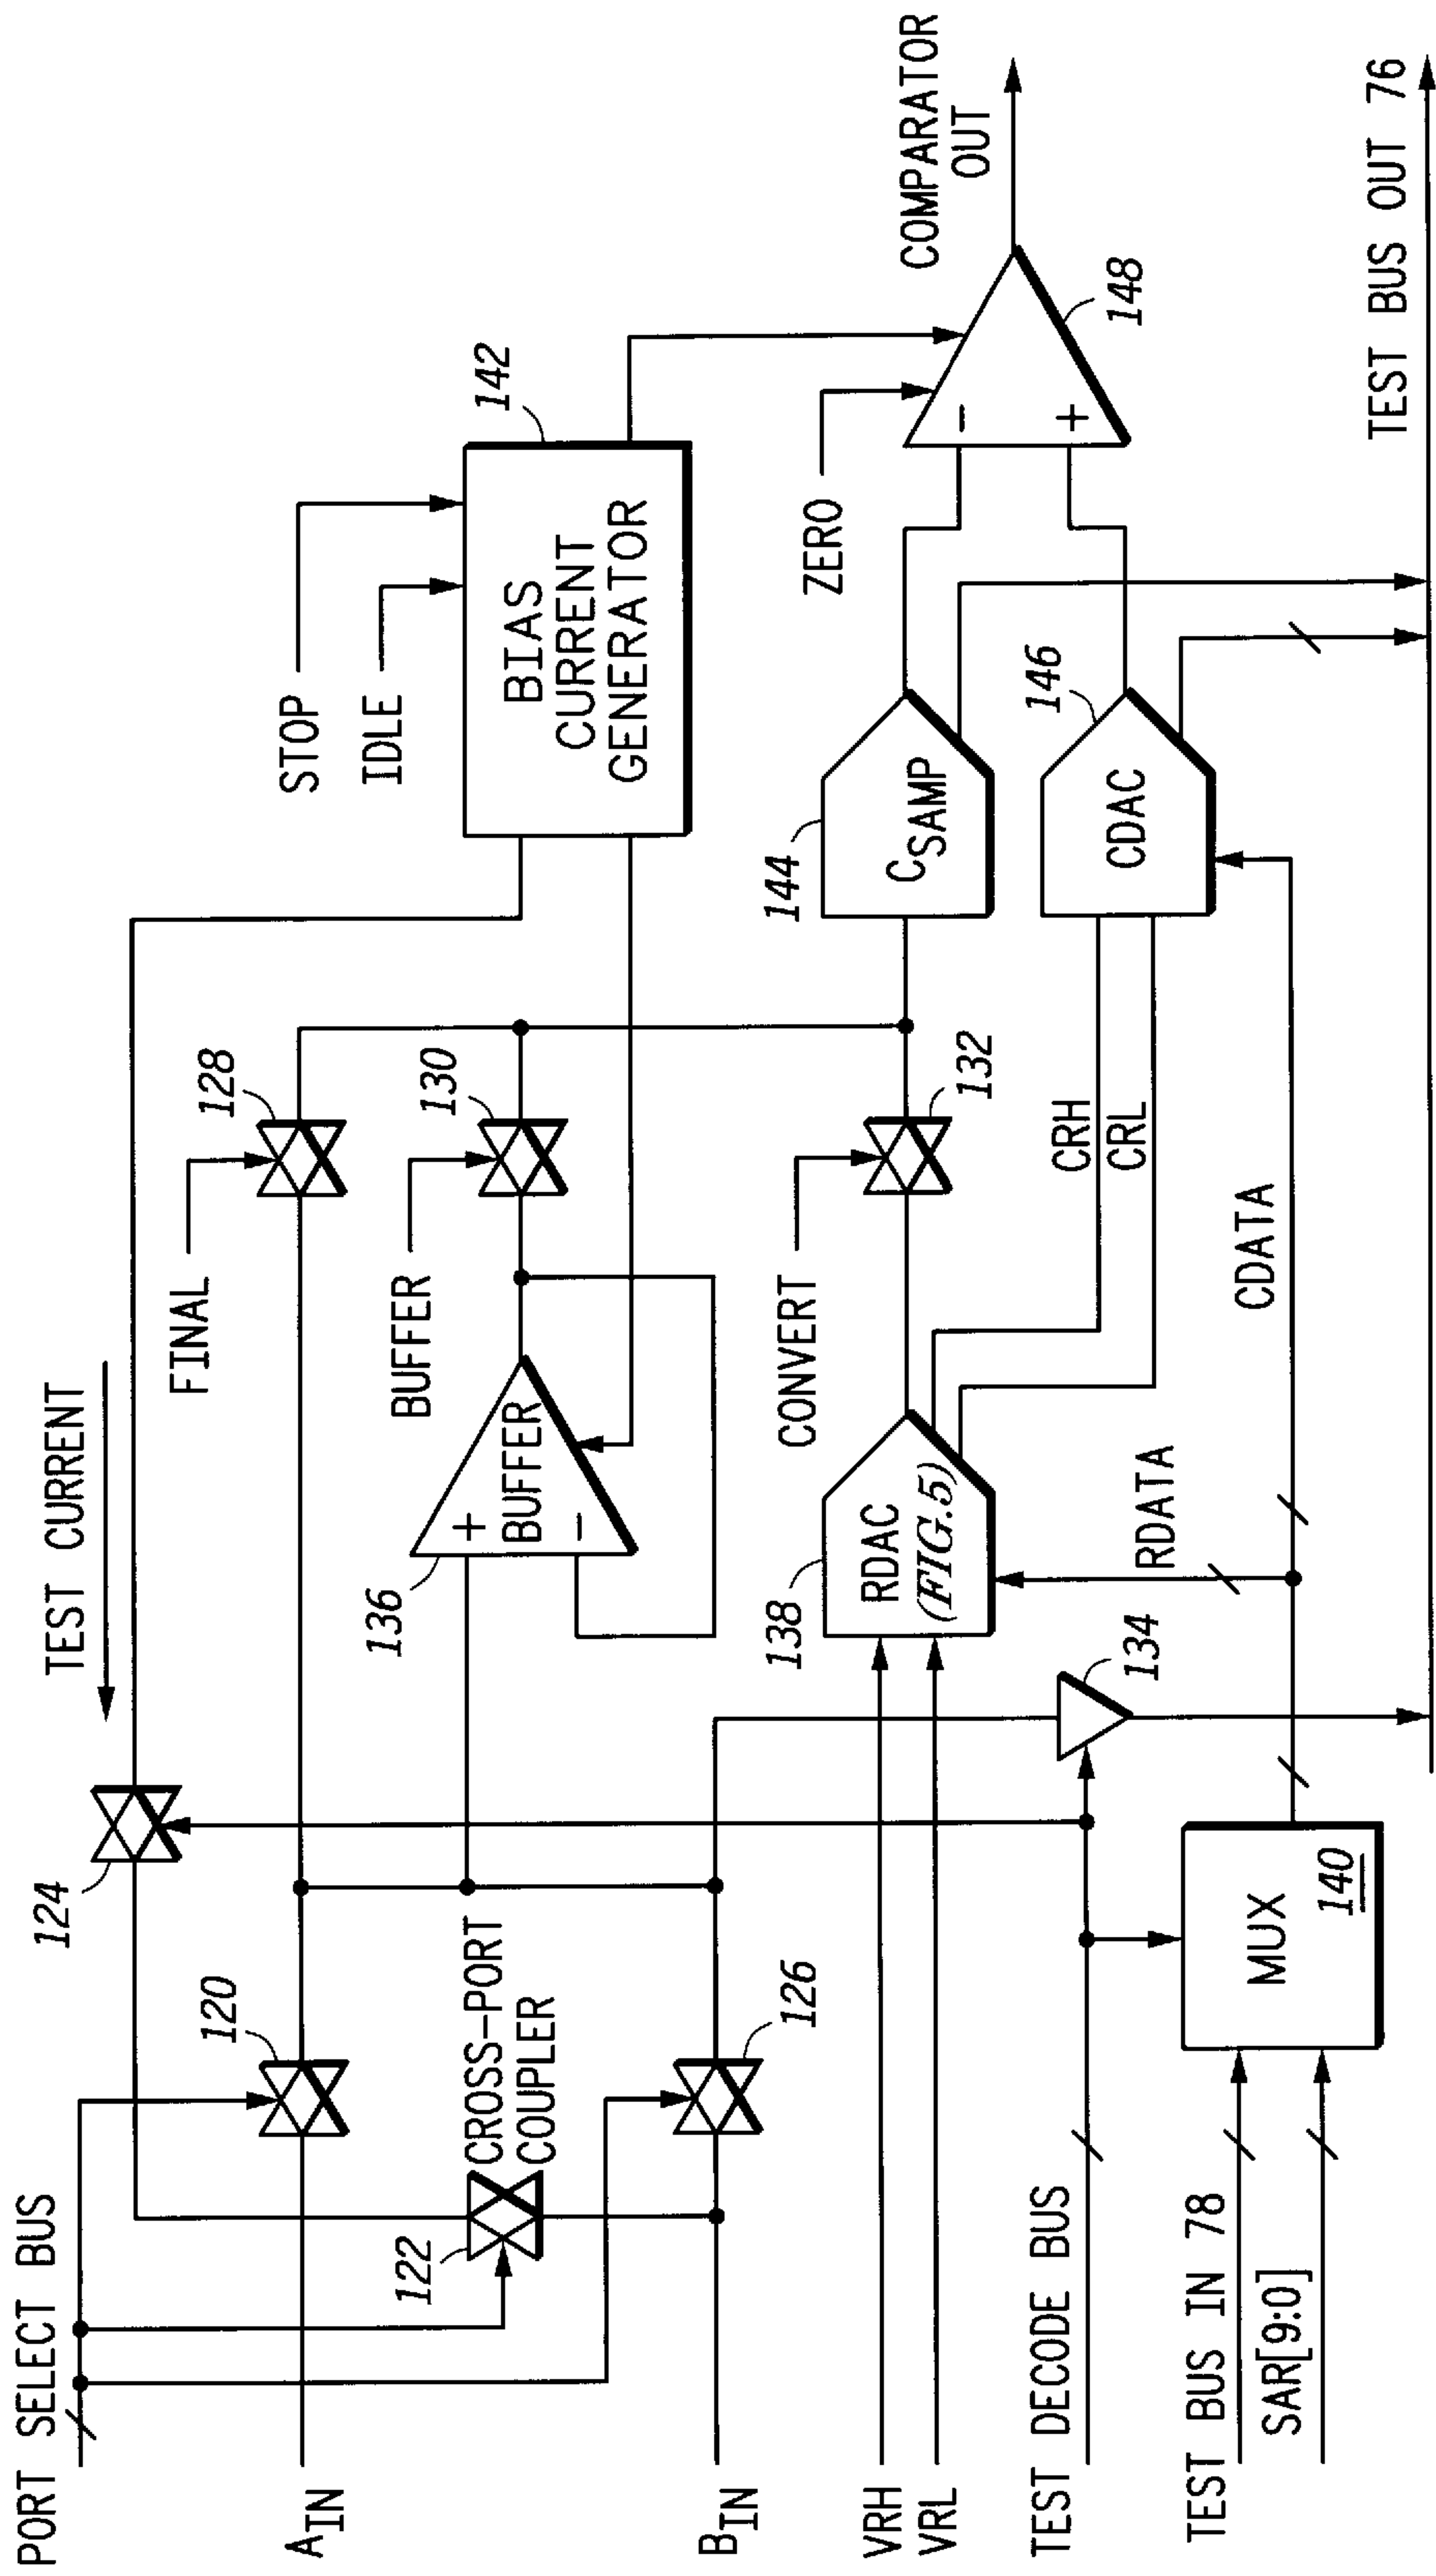 PORT SELECT BUS
A_IN
B_IN
VRH
VRL
TEST DECODE BUS
TEST BUS IN 78
SAR[9:0]
124
120
122
CROSS-PORT
COUPLER
126
MUX
140
TEST CURRENT
136
+
BUFFER
-
138
RDAC
(FIG.5)
134
RDATA
FINAL
128
BUFFER
130
CONVERT
132
CRH
CRL
CDATA
STOP
IDLE
142
BIAS
CURRENT
GENERATOR
144
C_SAMP
146
CDAC
ZERO
-
+
148
COMPARATOR
OUT
TEST BUS OUT 76